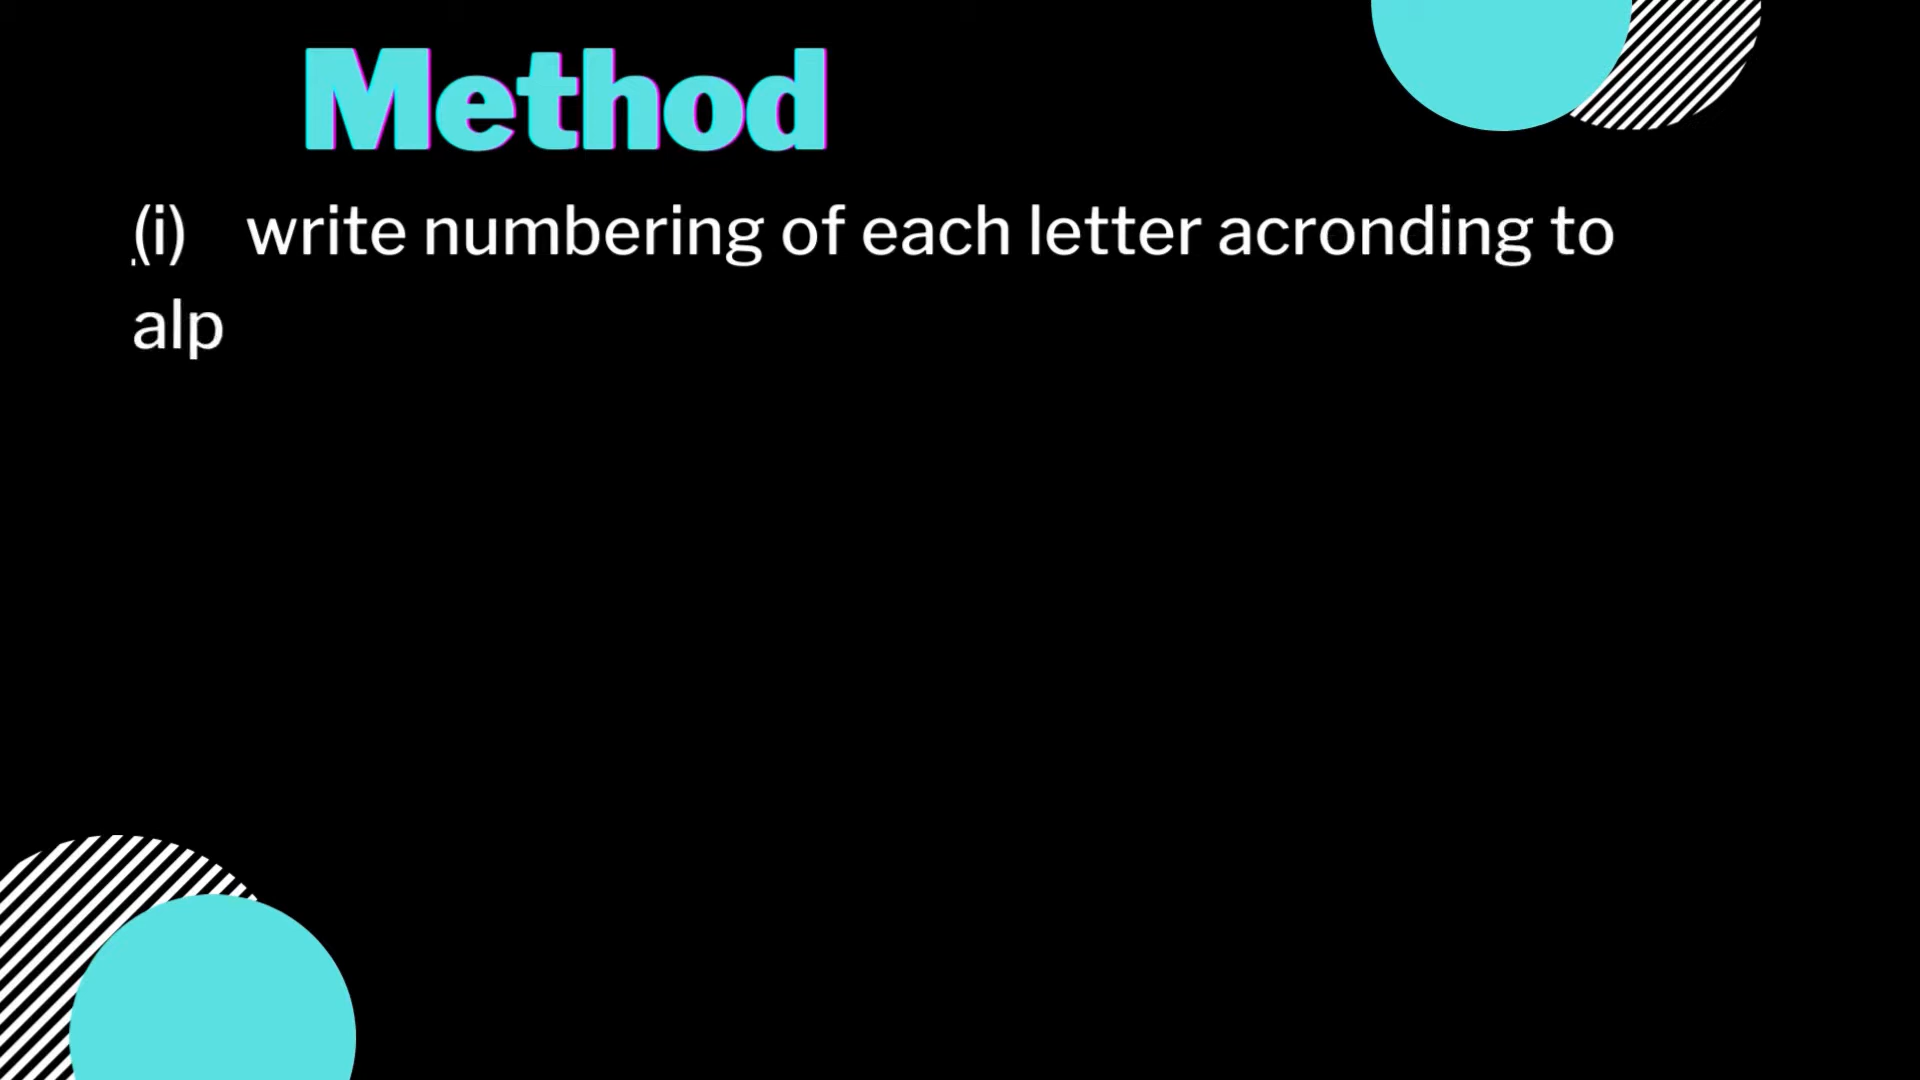 Method
(i) write numbering of each letter acronding to
alp